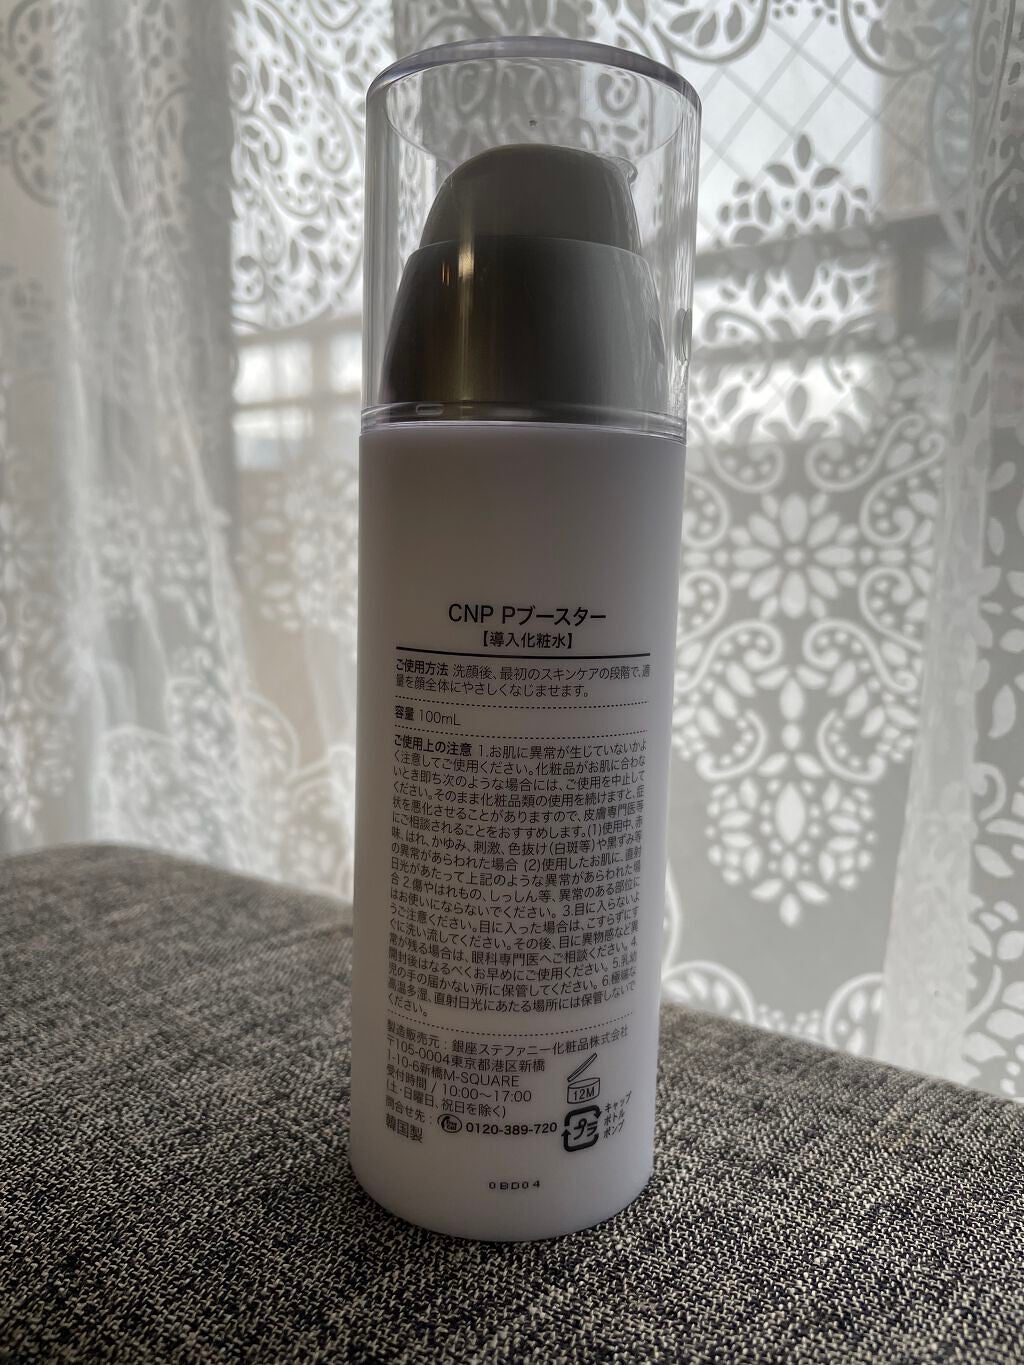 CNP Pブースター
【導入化粧水】
ご使用方法 洗顔後、最初のスキンケアの段階で、適
量を顔全体にやさしくなじませます。
容量 100mL
ご使用上の注意 1.お肌に異常が生じていないかよ
く注意してご使用ください。化粧品がお肌に合わな
いとき即ち次のような場合には、ご使用を中止して
ください。そのまま化粧品類の使用を続けますと、症
状を悪化させることがありますので、皮膚専門医等
にご相談されることをおすすめします。(1)使用中、赤
味、はれ、かゆみ、刺激、色抜け(白斑等)や黒ずみ等
の異常があらわれた場合 (2)使用したお肌に、直射
日光があたって上記のような異常があらわれた場
合 2.傷やはれもの、しっしん等、異常のある部位に
はお使いにならないでください。 3.目に入らないよ
うご注意ください。目に入った場合は、こすらずにす
ぐに洗い流してください。その後、目に異物感など異
常が残る場合は、眼科専門医へご相談ください。 4.
開封後はなるべくお早めにご使用ください。 5.乳幼
児の手の届かない所に保管してください。 6.極端な
高温多湿、直射日光にあたる場所には保管しないで
ください。
製造販売元 : 銀座ステファニー化粧品株式会社
〒105-0004東京都港区新橋
1-10-6新橋M-SQUARE
受付時間 / 10:00～17:00
(土・日曜日、祝日を除く)
問合せ先 : 0120-389-720
韓国製
12M
プラ
キャップ
ボトル
ポンプ
0BD04